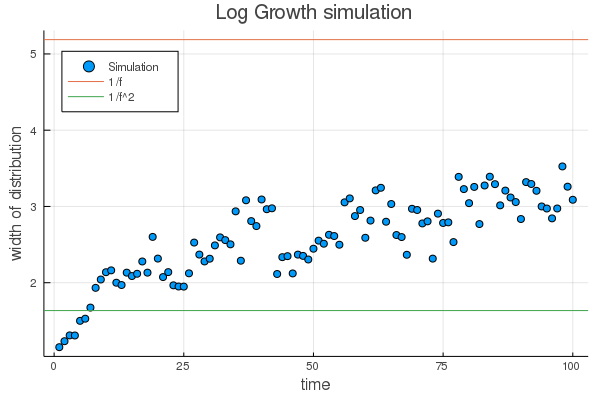 Log Growth simulation
width of distribution
5
4
3
2
Simulation
1/f
1/f^2
0
25
50
75
100
time